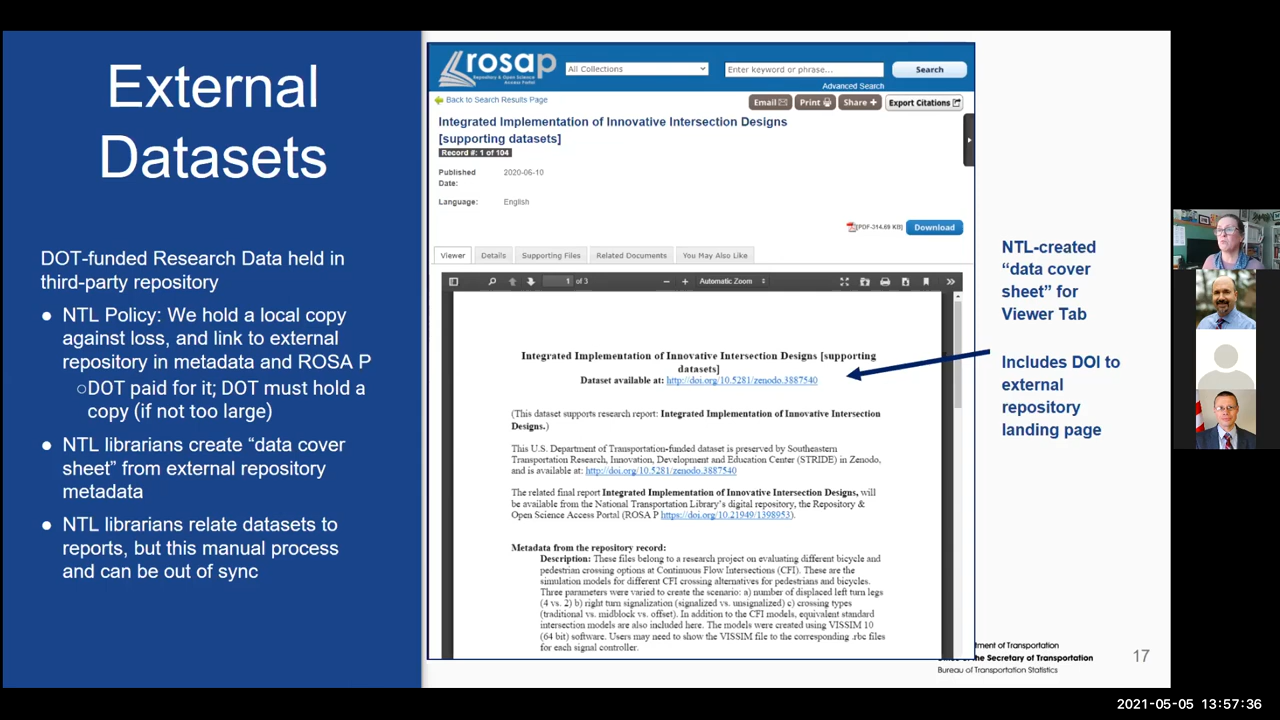 External
Datasets
DOT-funded Research Data held in
third-party repository
● NTL Policy: We hold a local copy
against loss, and link to external
repository in metadata and ROSA P
○DOT paid for it; DOT must hold a
copy (if not too large)
● NTL librarians create “data cover
sheet” from external repository
metadata
● NTL librarians relate datasets to
reports, but this manual process
and can be out of sync
rosap
Repository & Open Science
Access Portal
All Collections
Enter keyword or phrase...
Search
Advanced Search
Back to Search Results Page
Email
Print
Share +
Export Citations
Integrated Implementation of Innovative Intersection Designs
[supporting datasets]
Record #: 1 of 104
Published
Date:
2020-06-10
Language:
English
[PDF-314.69 KB]
Download
Viewer
Details
Supporting Files
Related Documents
You May Also Like
1 of 3
Automatic Zoom
Integrated Implementation of Innovative Intersection Designs [supporting
datasets]
Dataset available at: http://doi.org/10.5281/zenodo.3887540
(This dataset supports research report: Integrated Implementation of Innovative Intersection
Designs.)
This U.S. Department of Transportation-funded dataset is preserved by Southeastern
Transportation Research, Innovation, Development and Education Center (STRIDE) in Zenodo,
and is available at: http://doi.org/10.5281/zenodo.3887540
The related final report Integrated Implementation of Innovative Intersection Designs, will
be available from the National Transportation Library’s digital repository, the Repository &
Open Science Access Portal (ROSA P https://doi.org/10.21949/1398953).
Metadata from the repository record:
Description: These files belong to a research project on evaluating different bicycle and
pedestrian crossing options at Continuous Flow Intersections (CFI). These are the
simulation models for different CFI crossing alternatives for pedestrians and bicycles.
Three parameters were varied to create the scenario: a) number of displaced left turn legs
(4 vs. 2) b) right turn signalization (signalized vs. unsignalized) c) crossing types
(traditional vs. midblock vs. offset). In addition to the CFI models, equivalent standard
intersection models are also included here. The models were created using VISSIM 10
(64 bit) software. Users may need to show the VISSIM file to the corresponding .rbc files
for each signal controller.
NTL-created
“data cover
sheet” for
Viewer Tab
Includes DOI to
external
repository
landing page
tment of Transportation
the Secretary of Transportation
Bureau of Transportation Statistics
17
2021-05-05 13:57:36